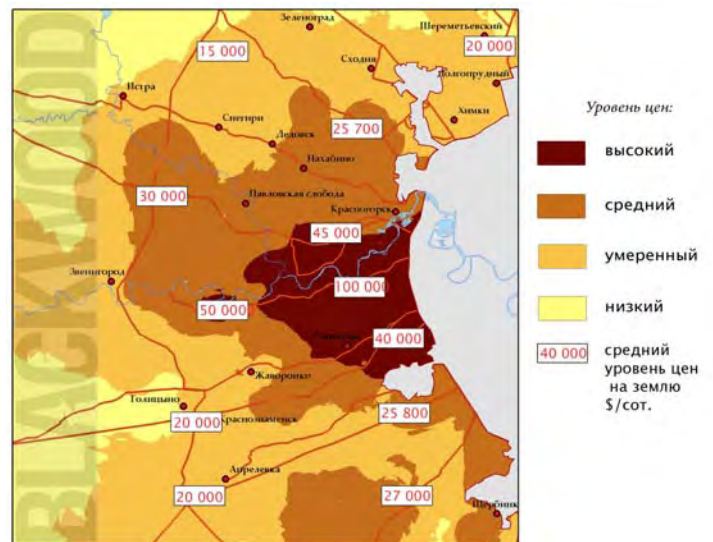 Зеленоград
Шереметьевский
15 000
20 000
Сходня
Долгопрудный
Истра
Химки
Снегири
25 700
Дедовск
Нахабино
30 000
Павловская слобода
Красногорск
45 000
Звенигород
100 000
50 000
40 000
Жаворонки
Голицыно
25 800
20 000
Краснознаменск
Апрелевка
20 000
27 000
Щербинк
BLACKWOOD
Уровень цен:
высокий
средний
умеренный
низкий
40 000
средний
уровень цен
на землю
$/сот.